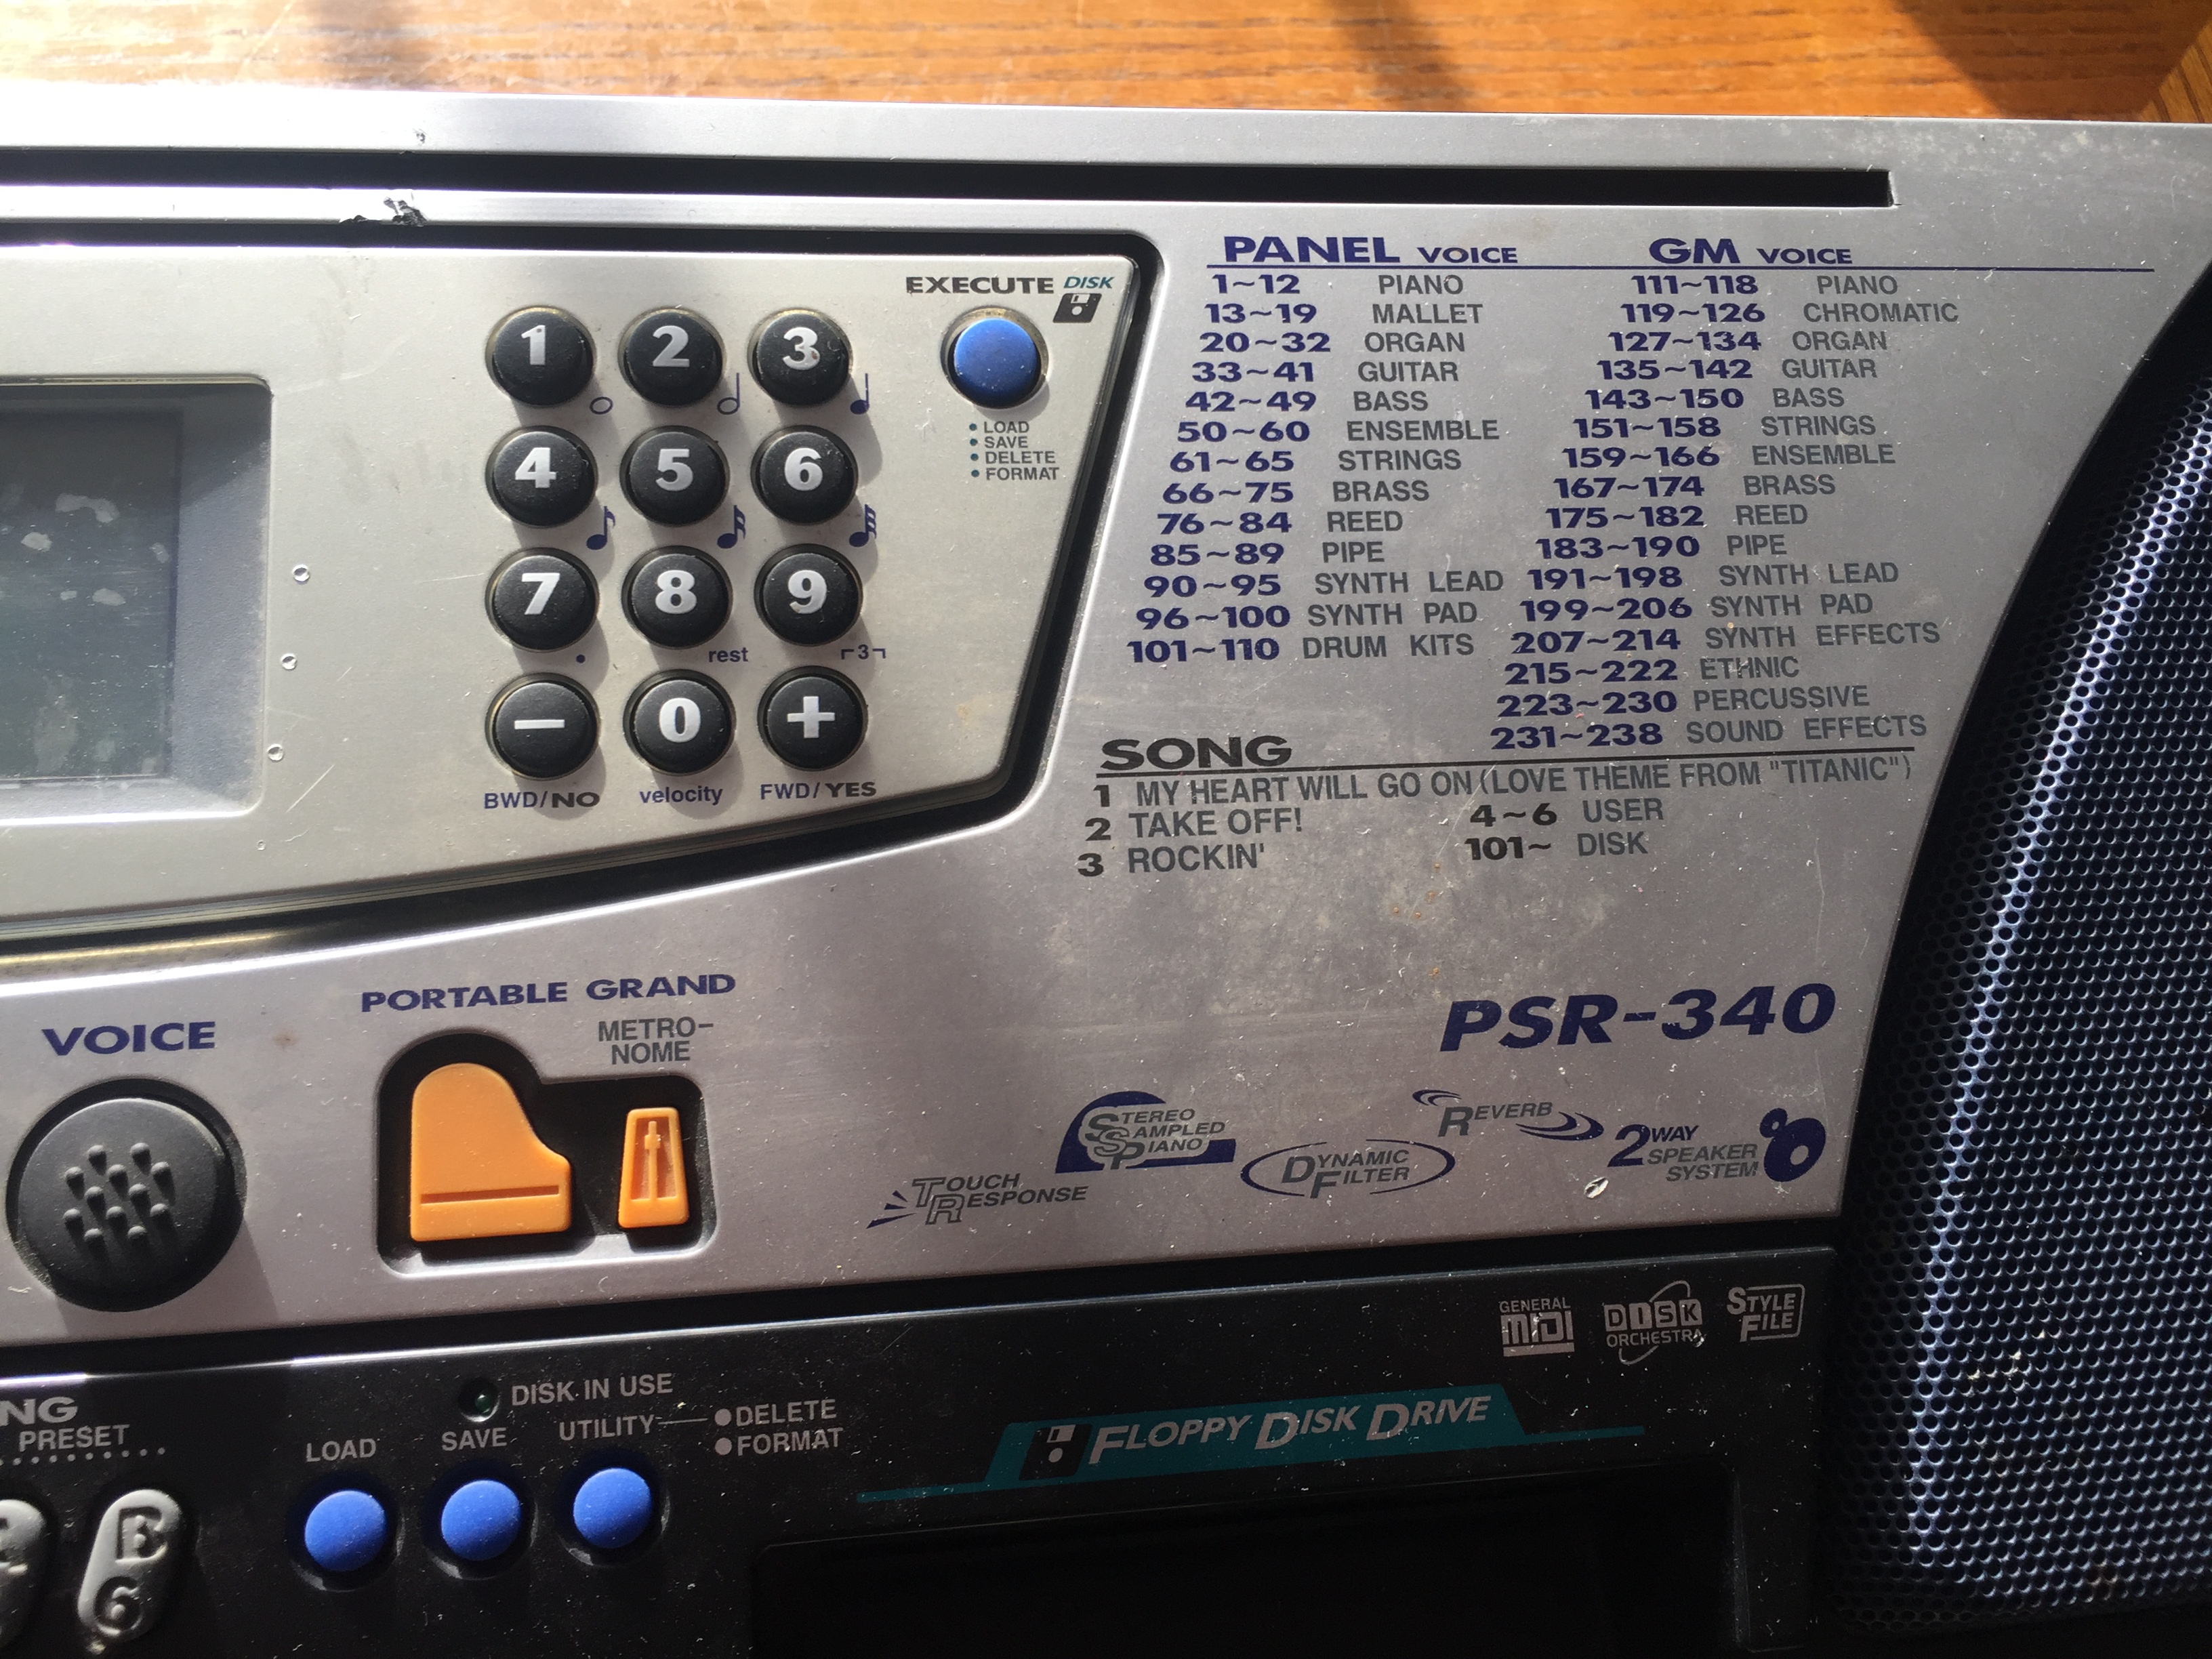 EXECUTE DISK
• LOAD
• SAVE
• DELETE
• FORMAT
1 2 3
4 5 6
7 8 9
rest 3
− 0 +
BWD/NO velocity FWD/YES
PANEL VOICE GM VOICE
1~12 PIANO 111~118 PIANO
13~19 MALLET 119~126 CHROMATIC
20~32 ORGAN 127~134 ORGAN
33~41 GUITAR 135~142 GUITAR
42~49 BASS 143~150 BASS
50~60 ENSEMBLE 151~158 STRINGS
61~65 STRINGS 159~166 ENSEMBLE
66~75 BRASS 167~174 BRASS
76~84 REED 175~182 REED
85~89 PIPE 183~190 PIPE
90~95 SYNTH LEAD 191~198 SYNTH LEAD
96~100 SYNTH PAD 199~206 SYNTH PAD
101~110 DRUM KITS 207~214 SYNTH EFFECTS
215~222 ETHNIC
223~230 PERCUSSIVE
231~238 SOUND EFFECTS
SONG
1 MY HEART WILL GO ON (LOVE THEME FROM "TITANIC")
2 TAKE OFF! 4~6 USER
3 ROCKIN' 101~ DISK
PORTABLE GRAND
VOICE
METRO-
NOME
PSR-340
TOUCH
RESPONSE
STEREO
SAMPLED
PIANO
DYNAMIC
FILTER
REVERB
2 WAY
SPEAKER
SYSTEM
GENERAL
MIDI
DISK
ORCHESTRA
STYLE
FILE
NG
PRESET
DISK IN USE
LOAD SAVE UTILITY
• DELETE
• FORMAT
FLOPPY DISK DRIVE
E
6